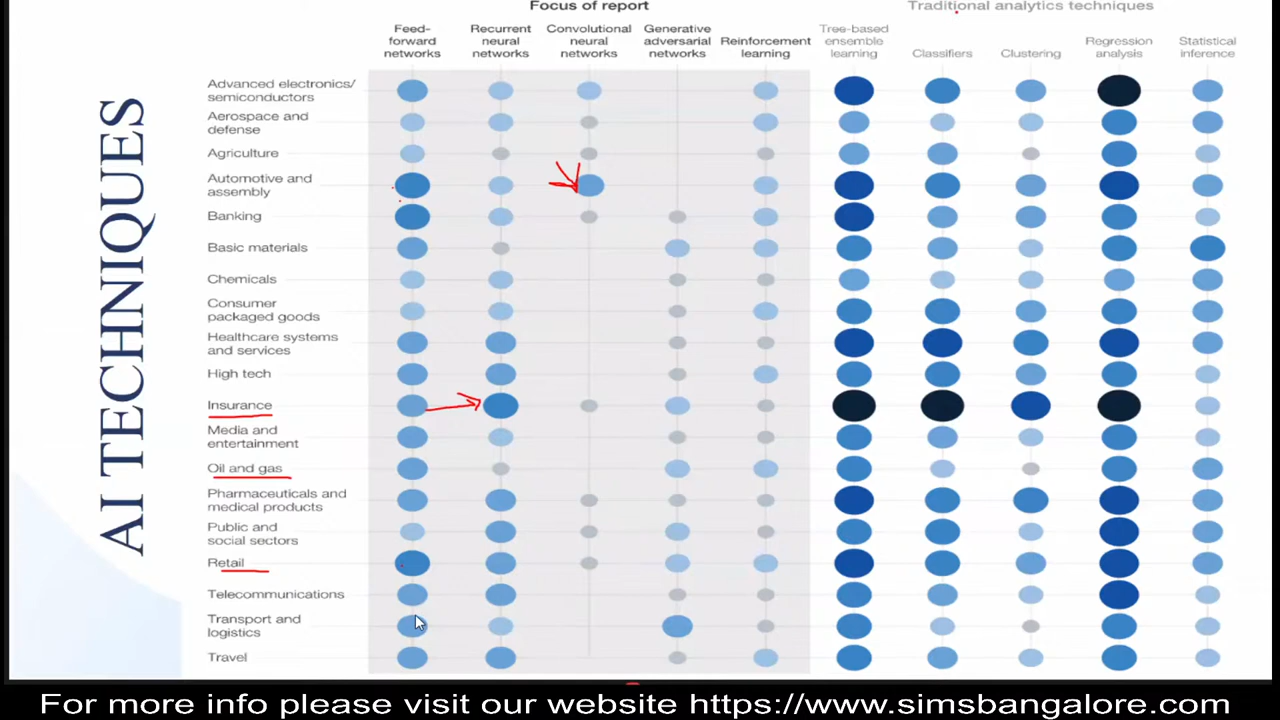 Focus of report
Traditional analytics techniques
Feed-
forward
networks
Recurrent
neural
networks
Convolutional
neural
networks
Generative
adversarial
networks
Reinforcement
learning
Tree-based
ensemble
learning
Classifiers
Clustering
Regression
analysis
Statistical
inference
AI TECHNIQUES
Advanced electronics/
semiconductors
Aerospace and
defense
Agriculture
Automotive and
assembly
Banking
Basic materials
Chemicals
Consumer
packaged goods
Healthcare systems
and services
High tech
Insurance
Media and
entertainment
Oil and gas
Pharmaceuticals and
medical products
Public and
social sectors
Retail
Telecommunications
Transport and
logistics
Travel
For more info please visit our website https://www.simsbangalore.com